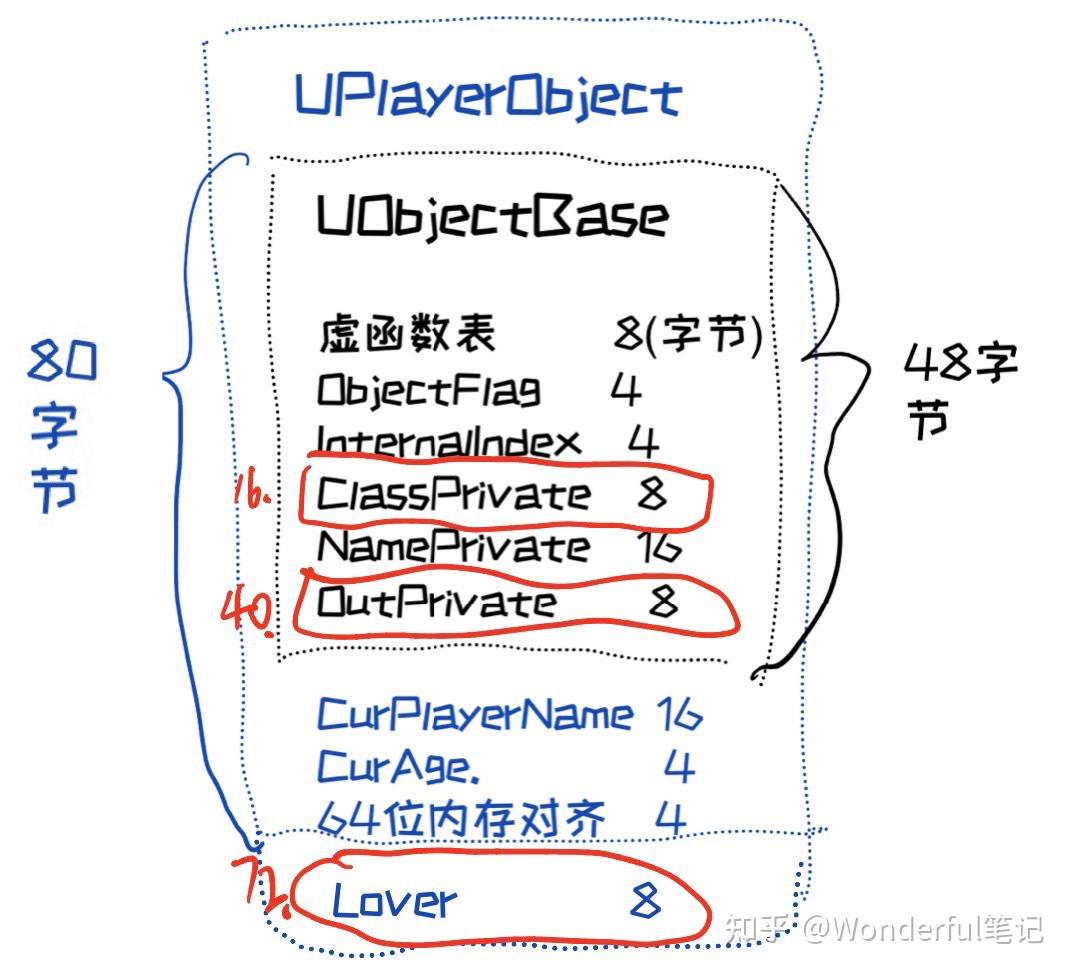 UPlayerObject
UObjectBase
虚函数表 8(字节)
ObjectFlag 4
InternalIndex 4
16. ClassPrivate 8
NamePrivate 16
40. OutPrivate 8
80
字
节
48字
节
CurPlayerName 16
CurAge. 4
64位内存对齐 4
72. Lover 8
知乎 @Wonderful笔记